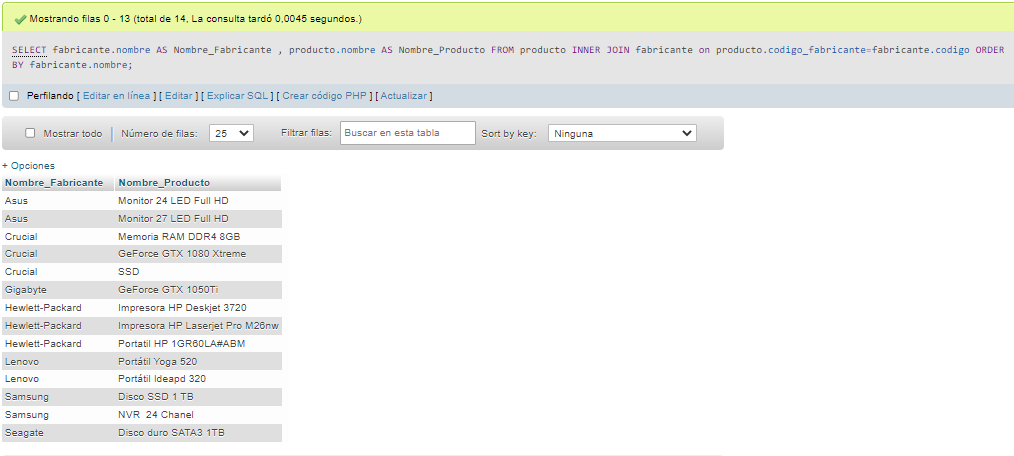 Mostrando filas 0 - 13 (total de 14, La consulta tardó 0,0045 segundos.)
SELECT fabricante.nombre AS Nombre_Fabricante , producto.nombre AS Nombre_Producto FROM producto INNER JOIN fabricante on producto.codigo_fabricante=fabricante.codigo ORDER
BY fabricante.nombre;
Perfilando [ Editar en línea ] [ Editar ] [ Explicar SQL ] [ Crear código PHP ] [ Actualizar ]
Mostrar todo Número de filas: 25 Filtrar filas: Buscar en esta tabla Sort by key: Ninguna
+ Opciones
Nombre_Fabricante Nombre_Producto
Asus Monitor 24 LED Full HD
Asus Monitor 27 LED Full HD
Crucial Memoria RAM DDR4 8GB
Crucial GeForce GTX 1080 Xtreme
Crucial SSD
Gigabyte GeForce GTX 1050Ti
Hewlett-Packard Impresora HP Deskjet 3720
Hewlett-Packard Impresora HP Laserjet Pro M26nw
Hewlett-Packard Portatil HP 1GR60LA#ABM
Lenovo Portátil Yoga 520
Lenovo Portátil Ideapd 320
Samsung Disco SSD 1 TB
Samsung NVR  24 Chanel
Seagate Disco duro SATA3 1TB